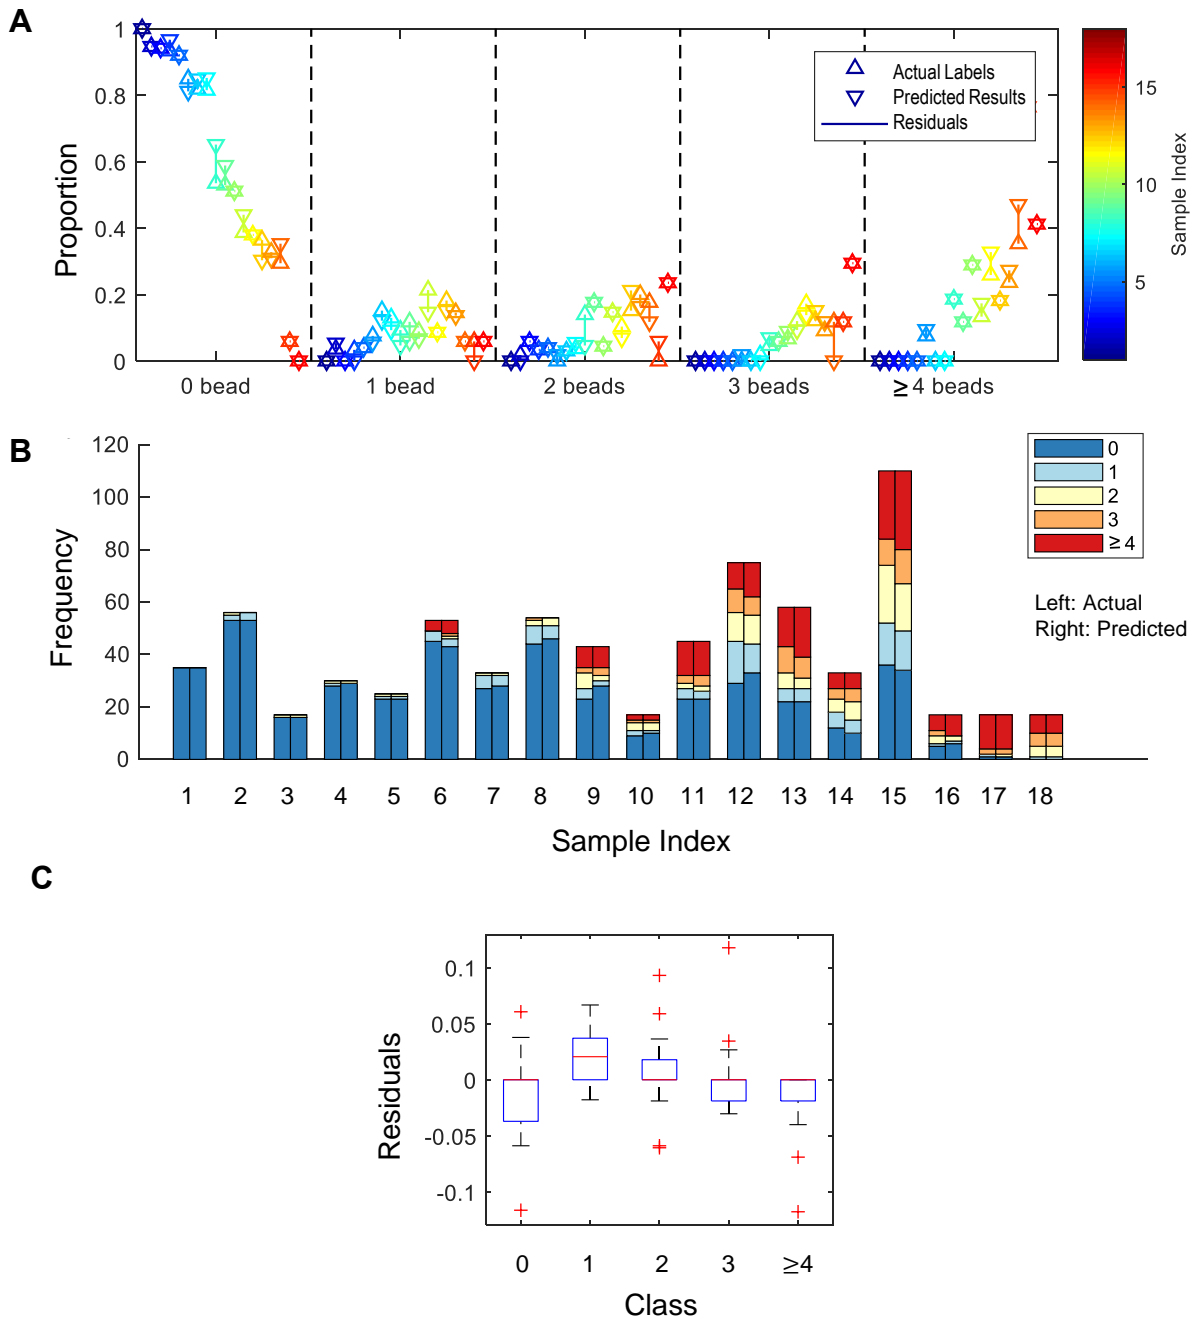 A
1
0.8
0.6
0.4
0.2
0
Proportion
Actual Labels
Predicted Results
Residuals
0 bead
1 bead
2 beads
3 beads
≥ 4 beads
15
10
5
Sample Index
B
120
100
80
60
40
20
0
Frequency
0
1
2
3
≥ 4
Left: Actual
Right: Predicted
1 2 3 4 5 6 7 8 9 10 11 12 13 14 15 16 17 18
Sample Index
C
0.1
0.05
0
-0.05
-0.1
Residuals
0 1 2 3 ≥4
Class